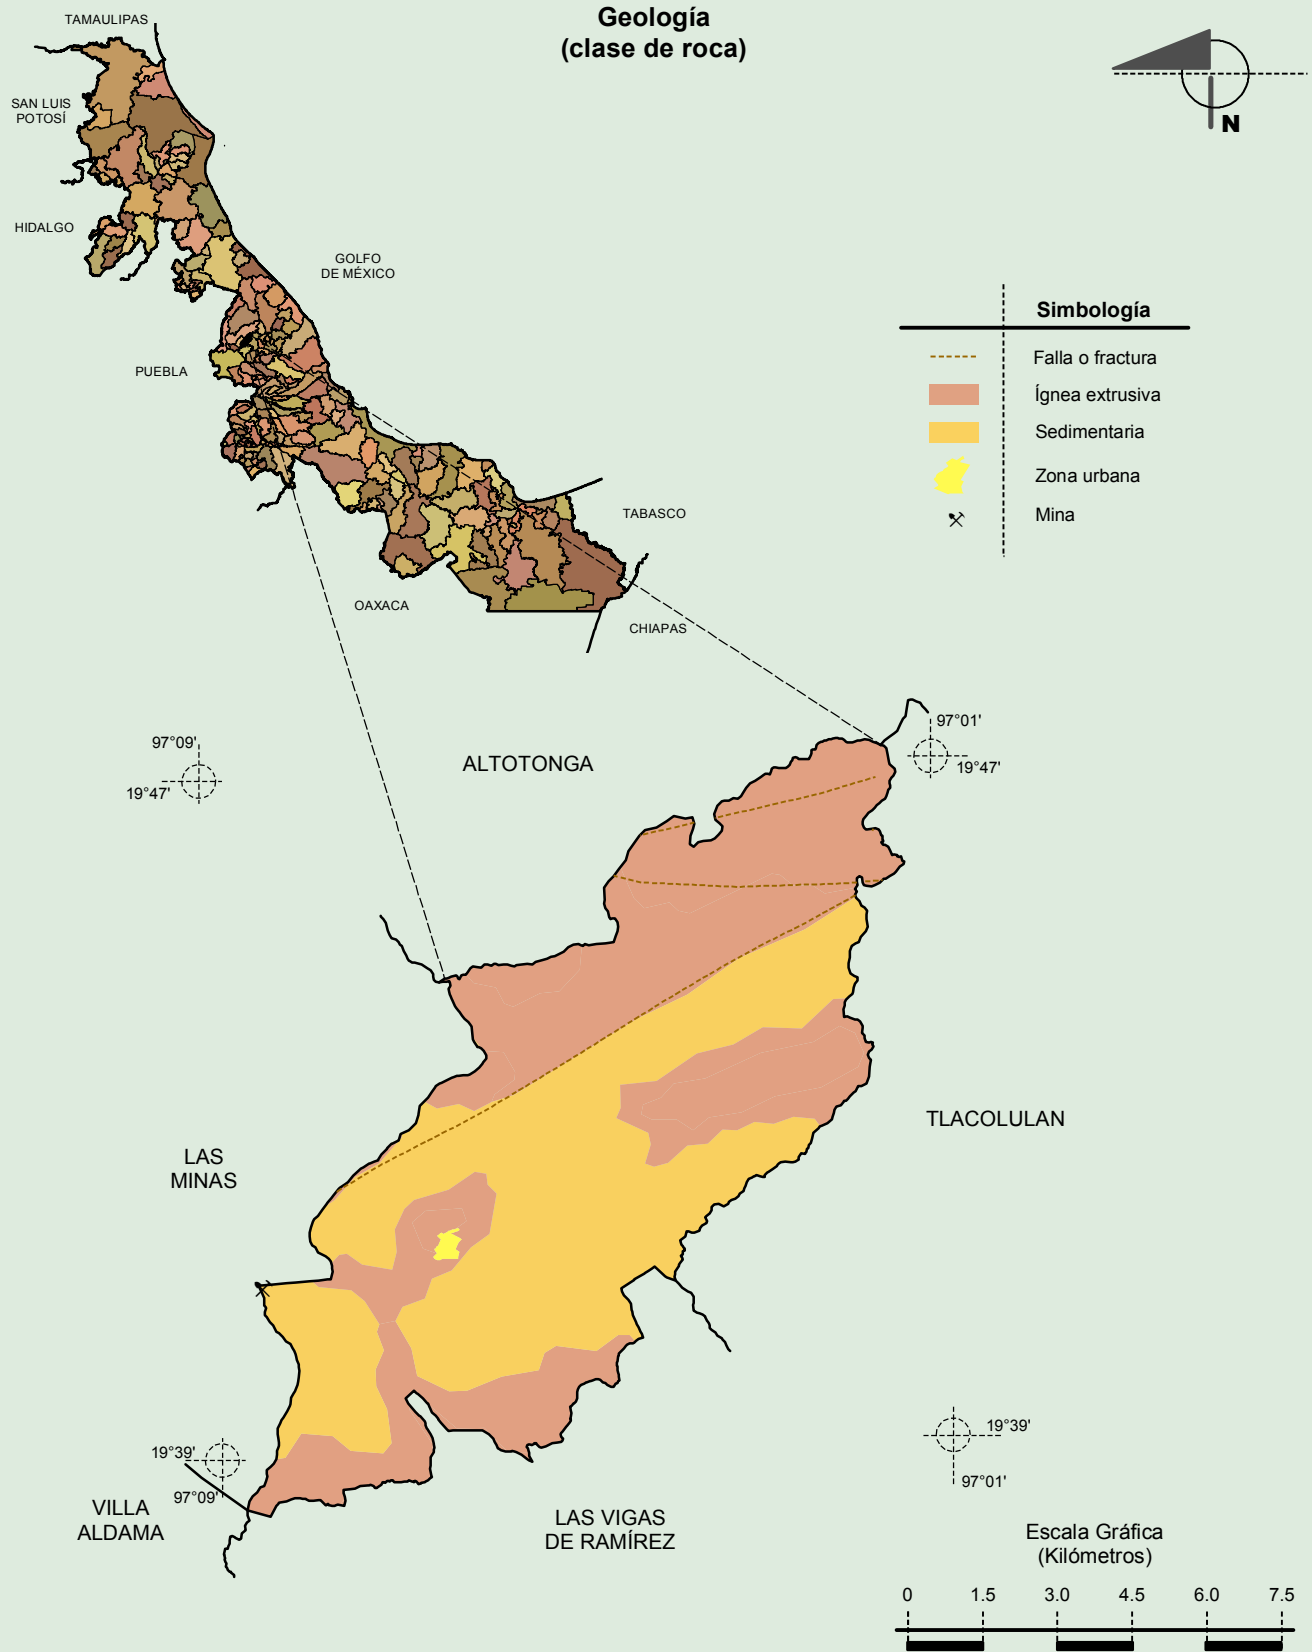 Geología
(clase de roca)
TAMAULIPAS
SAN LUIS
POTOSÍ
HIDALGO
GOLFO
DE MÉXICO
PUEBLA
TABASCO
OAXACA
CHIAPAS
N
Simbología
Falla o fractura
Ígnea extrusiva
Sedimentaria
Zona urbana
Mina
97°09'
19°47'
ALTOTONGA
97°01'
19°47'
TLACOLULAN
LAS
MINAS
19°39'
97°09'
VILLA
ALDAMA
LAS VIGAS
DE RAMÍREZ
19°39'
97°01'
Escala Gráfica
(Kilómetros)
0 1.5 3.0 4.5 6.0 7.5